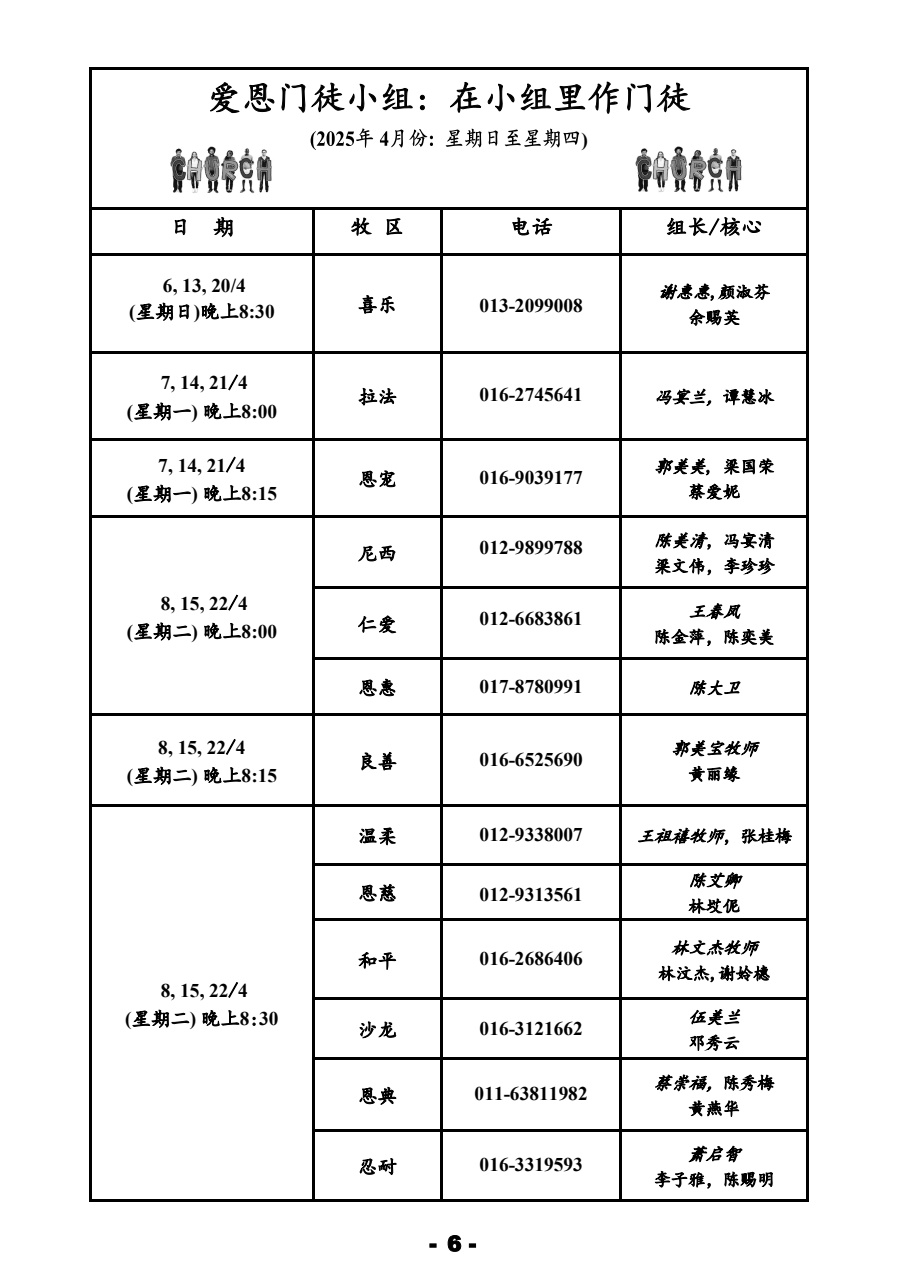 爱恩门徒小组：在小组里作门徒
(2025年 4月份: 星期日至星期四)
CHURCH
CHURCH
日 期
牧 区
电话
组长/核心
6, 13, 20/4
(星期日)晚上8:30
喜乐
013-2099008
谢惠惠,颜淑芬
余赐英
7, 14, 21/4
(星期一) 晚上8:00
拉法
016-2745641
冯宴兰，谭慧冰
7, 14, 21/4
(星期一) 晚上8:15
恩宠
016-9039177
郭美美，梁国荣
蔡爱妮
8, 15, 22/4
(星期二) 晚上8:00
尼西
012-9899788
陈美清，冯宴清
梁文伟，李珍珍
仁爱
012-6683861
王春凤
陈金萍，陈奕美
恩惠
017-8780991
陈大卫
8, 15, 22/4
(星期二) 晚上8:15
良善
016-6525690
郭美宝牧师
黄丽缘
8, 15, 22/4
(星期二) 晚上8:30
温柔
012-9338007
王祖禧牧师，张桂梅
恩慈
012-9313561
陈艾卿
林埈伲
和平
016-2686406
林文杰牧师
林汶杰,谢姈橞
沙龙
016-3121662
伍美兰
邓秀云
恩典
011-63811982
蔡崇福，陈秀梅
黄燕华
忍耐
016-3319593
萧启智
李子雅，陈赐明
- 6 -